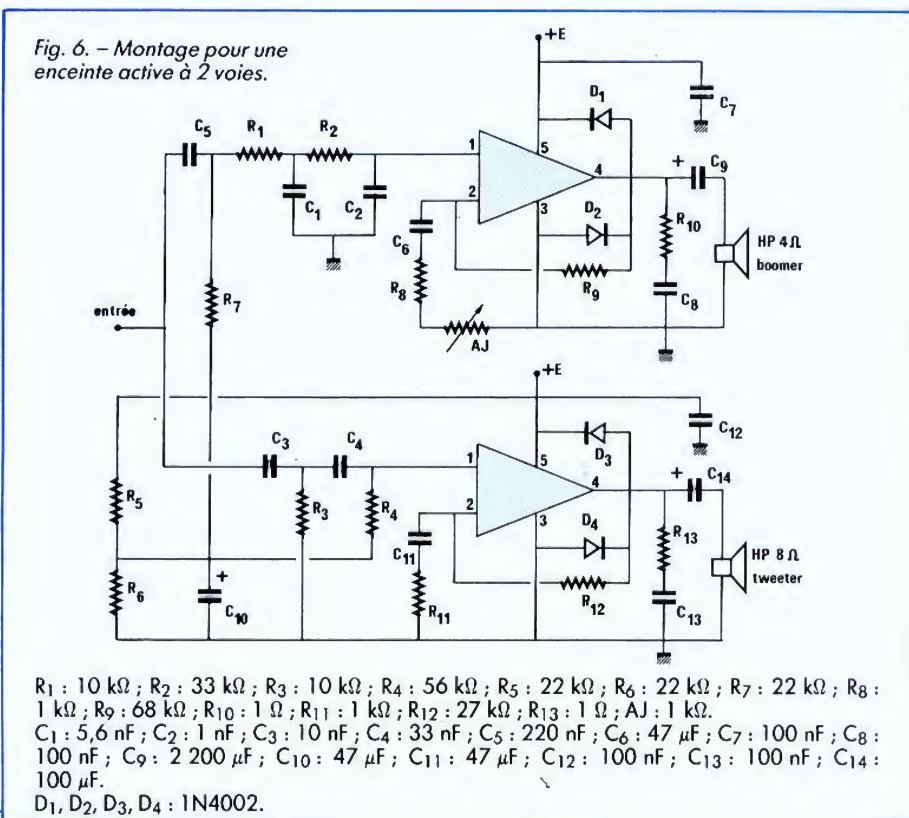 Fig. 6. – Montage pour une
enceinte active à 2 voies.
+E
C7
D1
C5
R1
R2
1
5
4
+
C9
C1
C2
2
3
D2
R10
HP 4 Ω
boomer
C6
R8
R9
C8
R7
entrée
AJ
+E
C12
C3
C4
D3
1
5
4
+
C14
R5
R3
R4
2
3
D4
R13
HP 8 Ω
tweeter
C11
R12
R6
+
C10
R11
C13
R1 : 10 kΩ ; R2 : 33 kΩ ; R3 : 10 kΩ ; R4 : 56 kΩ ; R5 : 22 kΩ ; R6 : 22 kΩ ; R7 : 22 kΩ ; R8 :
1 kΩ ; R9 : 68 kΩ ; R10 : 1 Ω ; R11 : 1 kΩ ; R12 : 27 kΩ ; R13 : 1 Ω ; AJ : 1 kΩ.
C1 : 5,6 nF ; C2 : 1 nF ; C3 : 10 nF ; C4 : 33 nF ; C5 : 220 nF ; C6 : 47 µF ; C7 : 100 nF ; C8 :
100 nF ; C9 : 2 200 µF ; C10 : 47 µF ; C11 : 47 µF ; C12 : 100 nF ; C13 : 100 nF ; C14 :
100 µF.
D1, D2, D3, D4 : 1N4002.